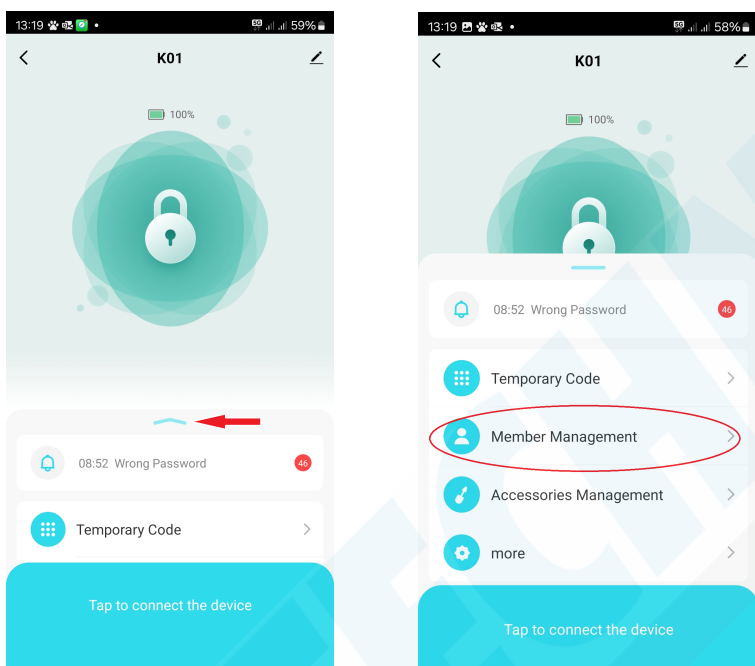 13:19
59%
K01
100%
08:52 Wrong Password
46
Temporary Code
Tap to connect the device
13:19
58%
K01
100%
08:52 Wrong Password
46
Temporary Code
Member Management
Accessories Management
more
Tap to connect the device